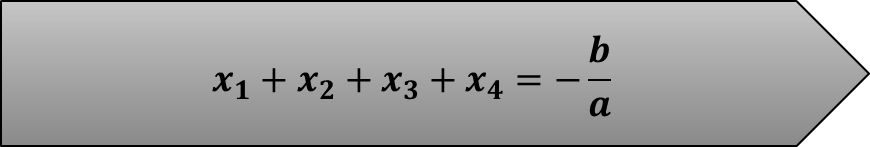 x₁ + x₂ + x₃ + x₄ = −b/a